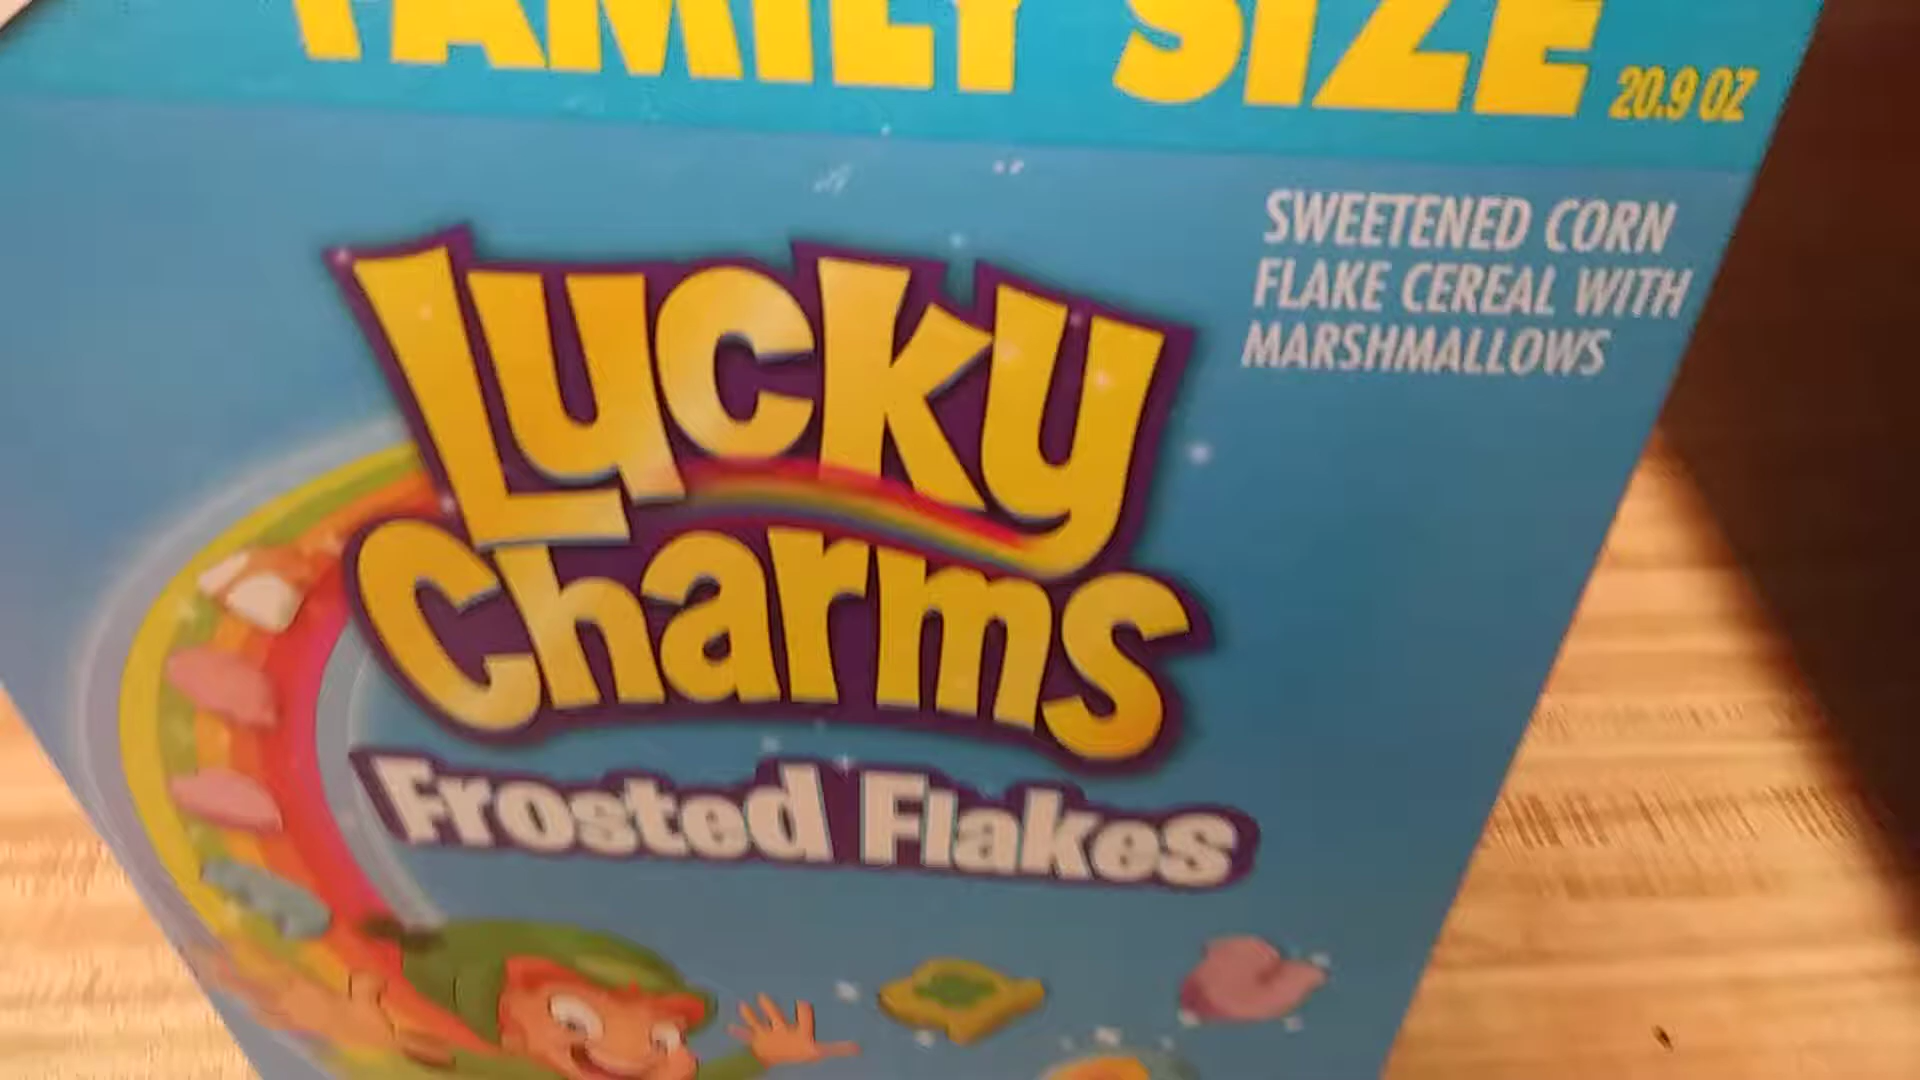 FAMILY SIZE 20.9 OZ
SWEETENED CORN
FLAKE CEREAL WITH
MARSHMALLOWS
Lucky
Charms
Frosted Flakes